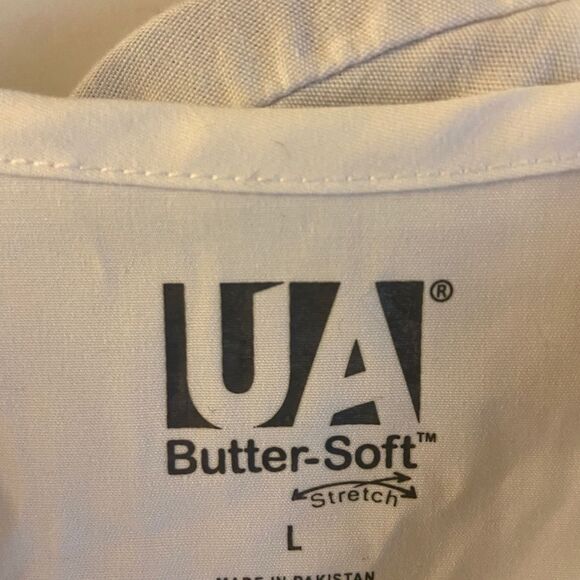 UA®
Butter-Soft™
Stretch
L
MADE IN PAKISTAN